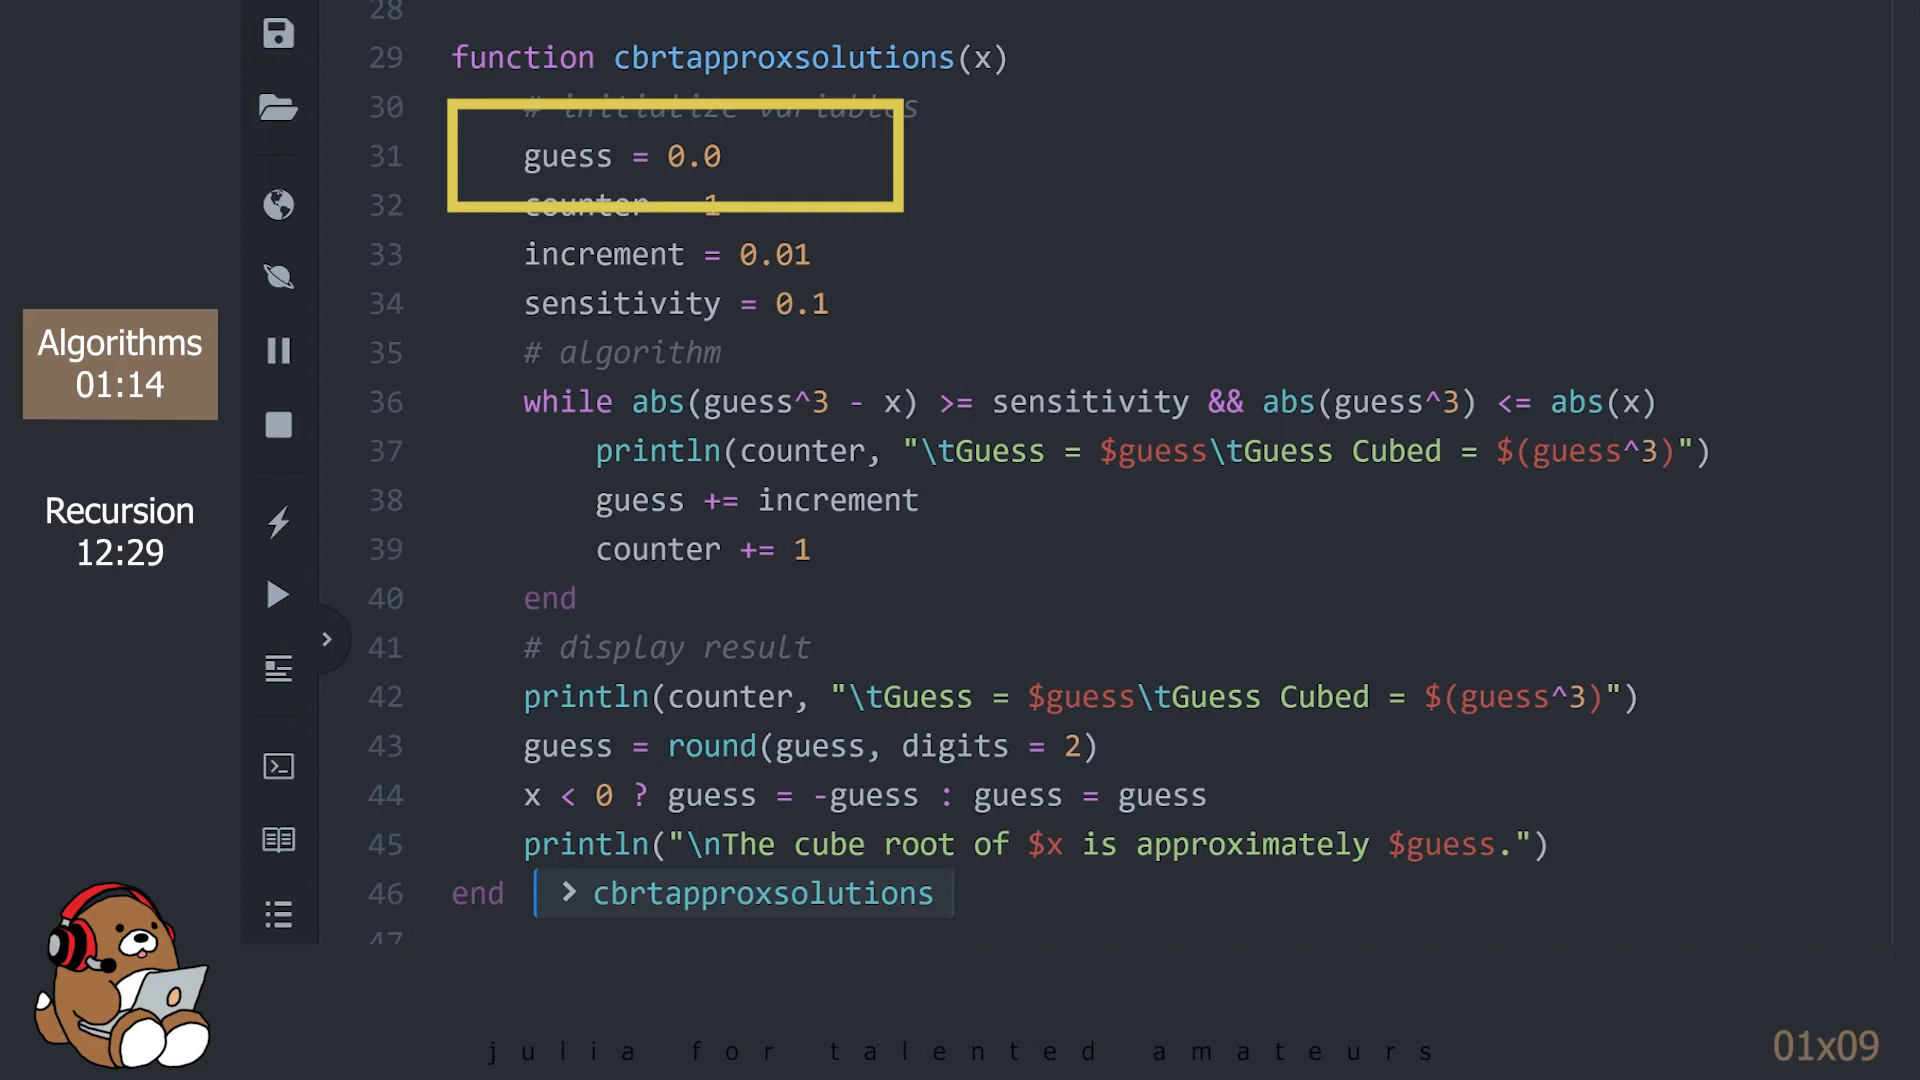 28
29 function cbrtapproxsolutions(x)
30 # initialize variables
31 guess = 0.0
32 counter = 1
33 increment = 0.01
34 sensitivity = 0.1
35 # algorithm
36 while abs(guess^3 - x) >= sensitivity && abs(guess^3) <= abs(x)
37 println(counter, "\tGuess = $guess\tGuess Cubed = $(guess^3)")
38 guess += increment
39 counter += 1
40 end
41 # display result
42 println(counter, "\tGuess = $guess\tGuess Cubed = $(guess^3)")
43 guess = round(guess, digits = 2)
44 x < 0 ? guess = -guess : guess = guess
45 println("\nThe cube root of $x is approximately $guess.")
46 end > cbrtapproxsolutions
47
Algorithms
01:14
Recursion
12:29
julia for talented amateurs
01x09